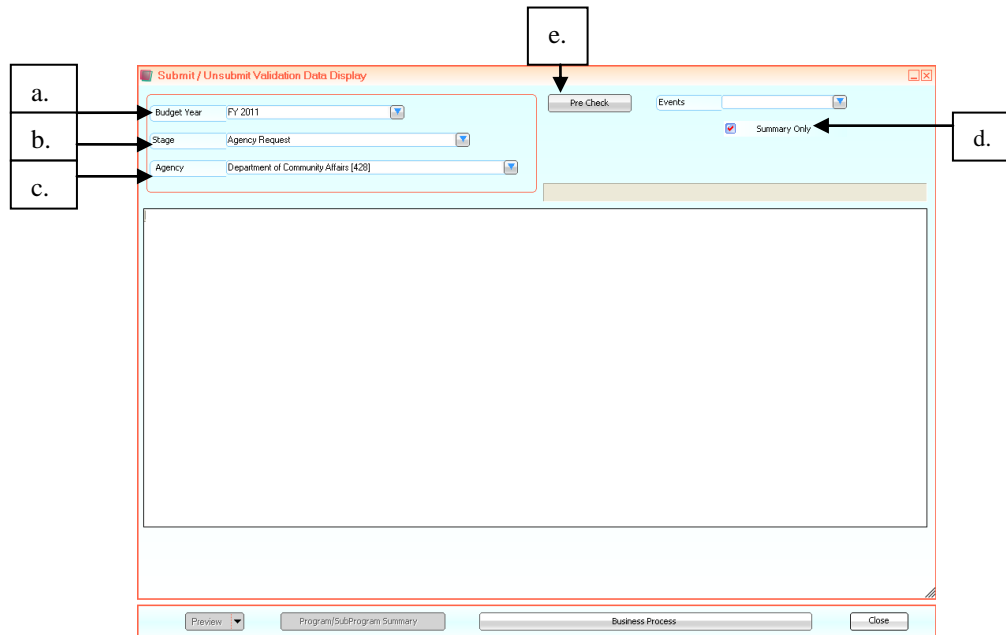 e.
Submit / Unsubmit Validation Data Display
a.
Budget Year FY 2011
Pre Check Events
b.
Stage Agency Request
Summary Only
d.
c.
Agency Department of Community Affairs [428]
Preview Program/SubProgram Summary Business Process Close